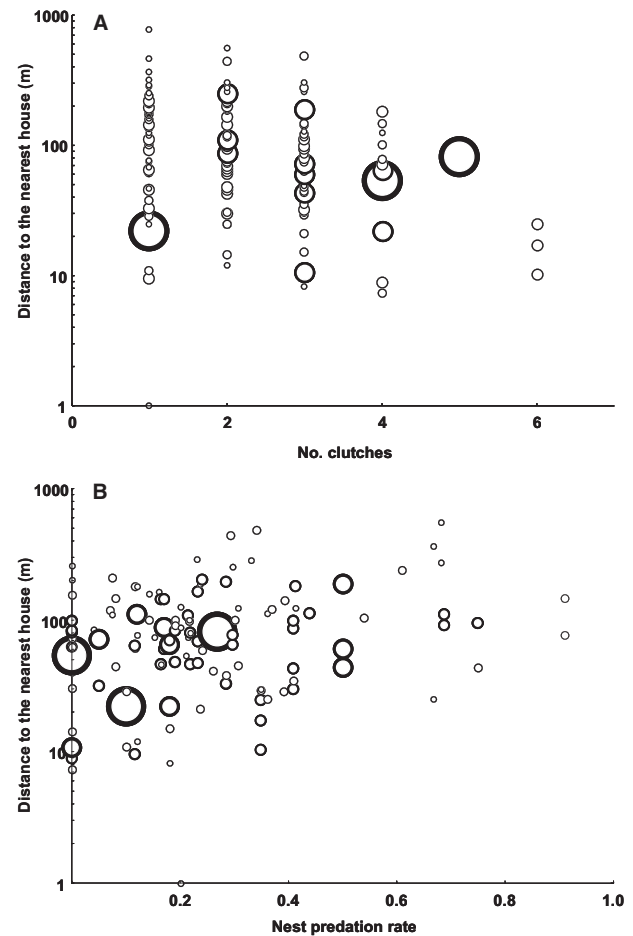 A
1000
100
10
1
Distance to the nearest house (m)
0 2 4 6
No. clutches
B
1000
100
10
1
Distance to the nearest house (m)
0.2 0.4 0.6 0.8 1.0
Nest predation rate